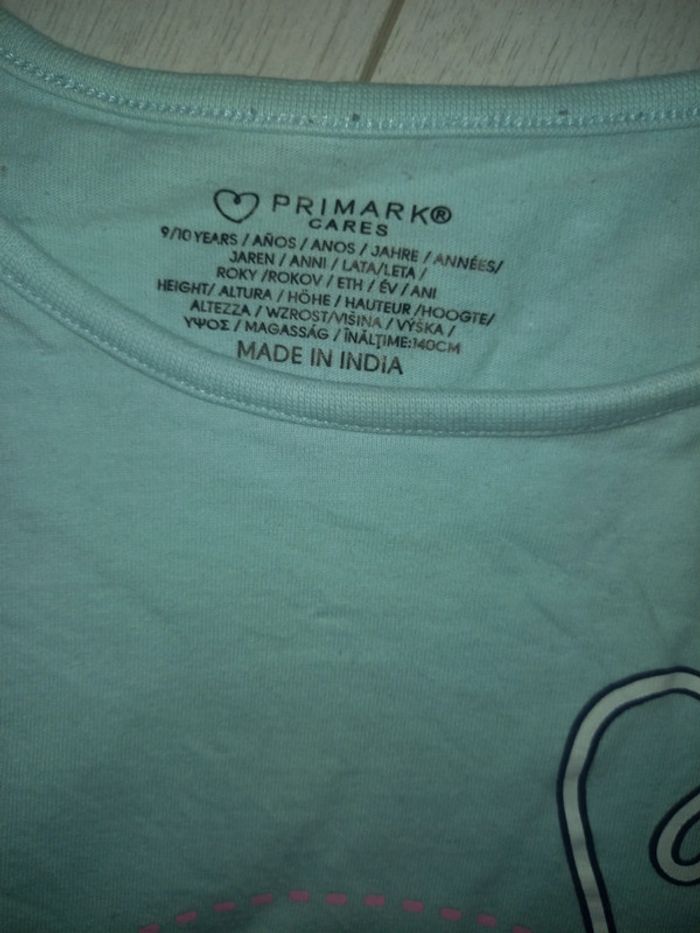 PRIMARK®
CARES
9/10 YEARS / AÑOS / ANOS / JAHRE / ANNÉES/
JAREN / ANNI / LATA/LETA /
ROKY /ROKOV / ETH / ÉV / ANI
HEIGHT/ ALTURA / HÖHE / HAUTEUR /HOOGTE/
ALTEZZA / WZROST/VIŠINA / VÝŠKA /
ΥΨΟΣ / MAGASSÁG / ÎNĂLŢIME:140CM
MADE IN INDIA